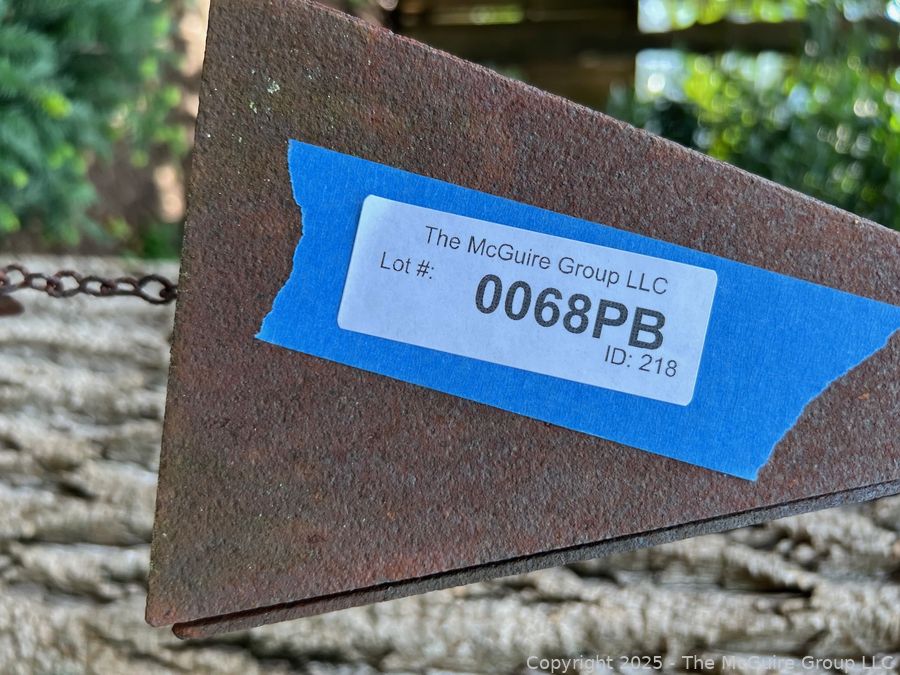 The McGuire Group LLC
Lot #:
0068PB
ID: 218
Copyright 2025 - The McGuire Group LLC